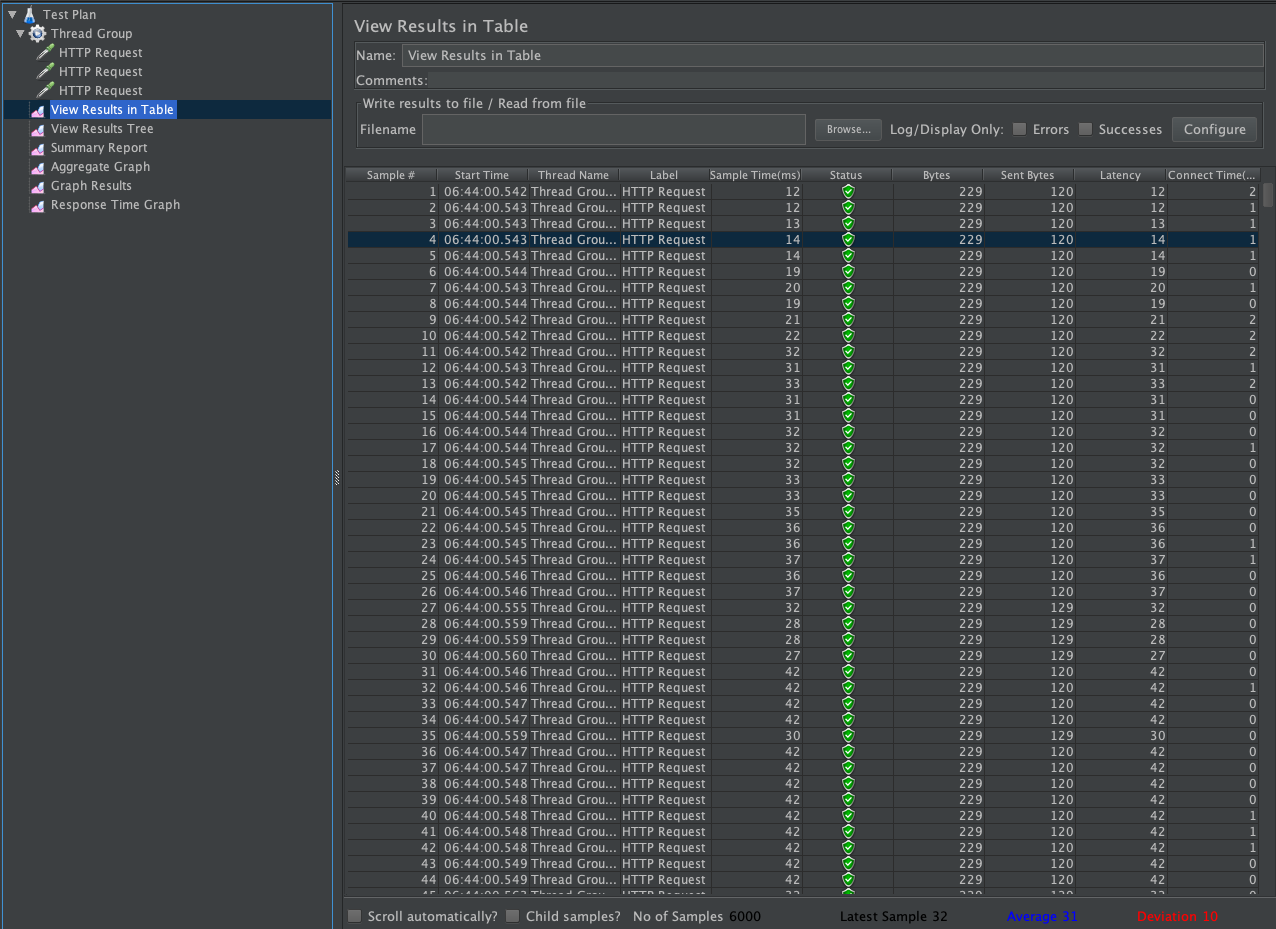 Test Plan
Thread Group
HTTP Request
HTTP Request
HTTP Request
View Results in Table
View Results Tree
Summary Report
Aggregate Graph
Graph Results
Response Time Graph
View Results in Table
Name: View Results in Table
Comments:
Write results to file / Read from file
Filename Browse... Log/Display Only: Errors Successes Configure
Sample # Start Time Thread Name Label Sample Time(ms) Status Bytes Sent Bytes Latency Connect Time(...
1 06:44:00.542 Thread Grou... HTTP Request 12 229 120 12 2
2 06:44:00.543 Thread Grou... HTTP Request 12 229 120 12 1
3 06:44:00.543 Thread Grou... HTTP Request 13 229 120 13 1
4 06:44:00.543 Thread Grou... HTTP Request 14 229 120 14 1
5 06:44:00.543 Thread Grou... HTTP Request 14 229 120 14 1
6 06:44:00.544 Thread Grou... HTTP Request 19 229 120 19 0
7 06:44:00.543 Thread Grou... HTTP Request 20 229 120 20 1
8 06:44:00.544 Thread Grou... HTTP Request 19 229 120 19 0
9 06:44:00.542 Thread Grou... HTTP Request 21 229 120 21 2
10 06:44:00.542 Thread Grou... HTTP Request 22 229 120 22 2
11 06:44:00.542 Thread Grou... HTTP Request 32 229 120 32 2
12 06:44:00.543 Thread Grou... HTTP Request 31 229 120 31 1
13 06:44:00.542 Thread Grou... HTTP Request 33 229 120 33 2
14 06:44:00.544 Thread Grou... HTTP Request 31 229 120 31 0
15 06:44:00.544 Thread Grou... HTTP Request 31 229 120 31 0
16 06:44:00.544 Thread Grou... HTTP Request 32 229 120 32 0
17 06:44:00.544 Thread Grou... HTTP Request 32 229 120 32 1
18 06:44:00.545 Thread Grou... HTTP Request 32 229 120 32 0
19 06:44:00.545 Thread Grou... HTTP Request 33 229 120 33 0
20 06:44:00.545 Thread Grou... HTTP Request 33 229 120 33 0
21 06:44:00.545 Thread Grou... HTTP Request 35 229 120 35 0
22 06:44:00.545 Thread Grou... HTTP Request 36 229 120 36 0
23 06:44:00.545 Thread Grou... HTTP Request 36 229 120 36 1
24 06:44:00.545 Thread Grou... HTTP Request 37 229 120 37 1
25 06:44:00.546 Thread Grou... HTTP Request 36 229 120 36 0
26 06:44:00.546 Thread Grou... HTTP Request 37 229 120 37 0
27 06:44:00.555 Thread Grou... HTTP Request 32 229 129 32 0
28 06:44:00.559 Thread Grou... HTTP Request 28 229 129 28 0
29 06:44:00.559 Thread Grou... HTTP Request 28 229 129 28 0
30 06:44:00.560 Thread Grou... HTTP Request 27 229 129 27 0
31 06:44:00.546 Thread Grou... HTTP Request 42 229 120 42 0
32 06:44:00.546 Thread Grou... HTTP Request 42 229 120 42 1
33 06:44:00.547 Thread Grou... HTTP Request 42 229 120 42 0
34 06:44:00.547 Thread Grou... HTTP Request 42 229 120 42 0
35 06:44:00.559 Thread Grou... HTTP Request 30 229 129 30 0
36 06:44:00.547 Thread Grou... HTTP Request 42 229 120 42 0
37 06:44:00.547 Thread Grou... HTTP Request 42 229 120 42 0
38 06:44:00.548 Thread Grou... HTTP Request 42 229 120 42 0
39 06:44:00.548 Thread Grou... HTTP Request 42 229 120 42 0
40 06:44:00.548 Thread Grou... HTTP Request 42 229 120 42 1
41 06:44:00.548 Thread Grou... HTTP Request 42 229 120 42 1
42 06:44:00.548 Thread Grou... HTTP Request 42 229 120 42 1
43 06:44:00.549 Thread Grou... HTTP Request 42 229 120 42 0
44 06:44:00.549 Thread Grou... HTTP Request 42 229 120 42 0
Scroll automatically? Child samples? No of Samples 6000 Latest Sample 32 Average 31 Deviation 10